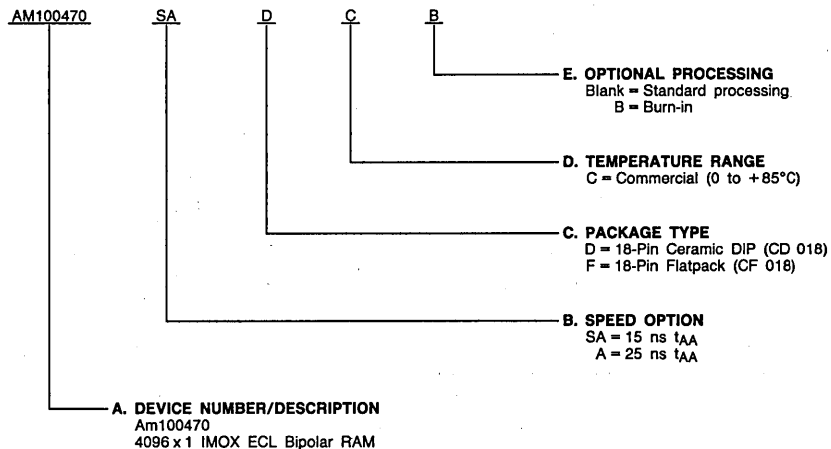 AM100470 SA D C B
E. OPTIONAL PROCESSING
Blank = Standard processing
B = Burn-in
D. TEMPERATURE RANGE
C = Commercial (0 to +85°C)
C. PACKAGE TYPE
D = 18-Pin Ceramic DIP (CD 018)
F = 18-Pin Flatpack (CF 018)
B. SPEED OPTION
SA = 15 ns tAA
A = 25 ns tAA
A. DEVICE NUMBER/DESCRIPTION
Am100470
4096 x 1 IMOX ECL Bipolar RAM